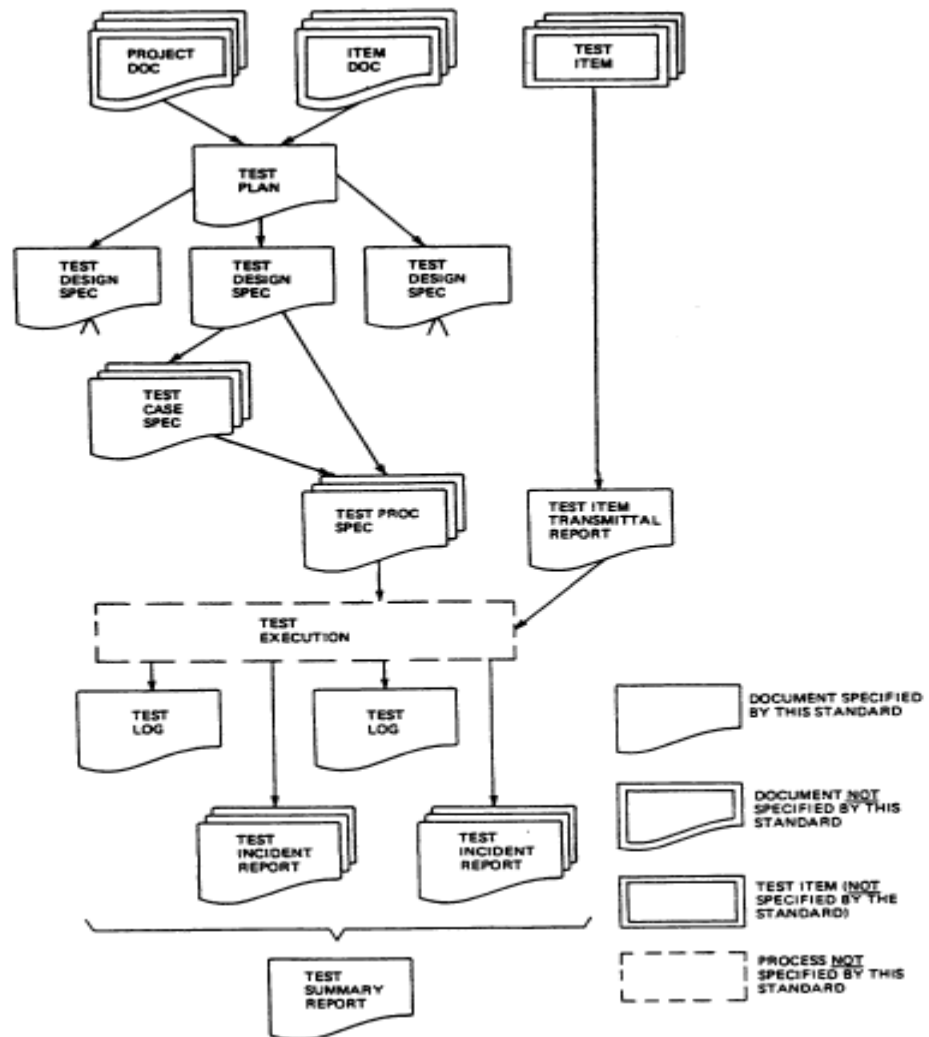 PROJECT
DOC
ITEM
DOC
TEST
ITEM
TEST
PLAN
TEST
DESIGN
SPEC
TEST
DESIGN
SPEC
TEST
DESIGN
SPEC
TEST
CASE
SPEC
TEST PROC
SPEC
TEST ITEM
TRANSMITTAL
REPORT
TEST
EXECUTION
TEST
LOG
TEST
LOG
TEST
INCIDENT
REPORT
TEST
INCIDENT
REPORT
TEST
SUMMARY
REPORT
DOCUMENT SPECIFIED
BY THIS STANDARD
DOCUMENT NOT
SPECIFIED BY THIS
STANDARD
TEST ITEM (NOT
SPECIFIED BY THE
STANDARD)
PROCESS NOT
SPECIFIED BY THIS
STANDARD